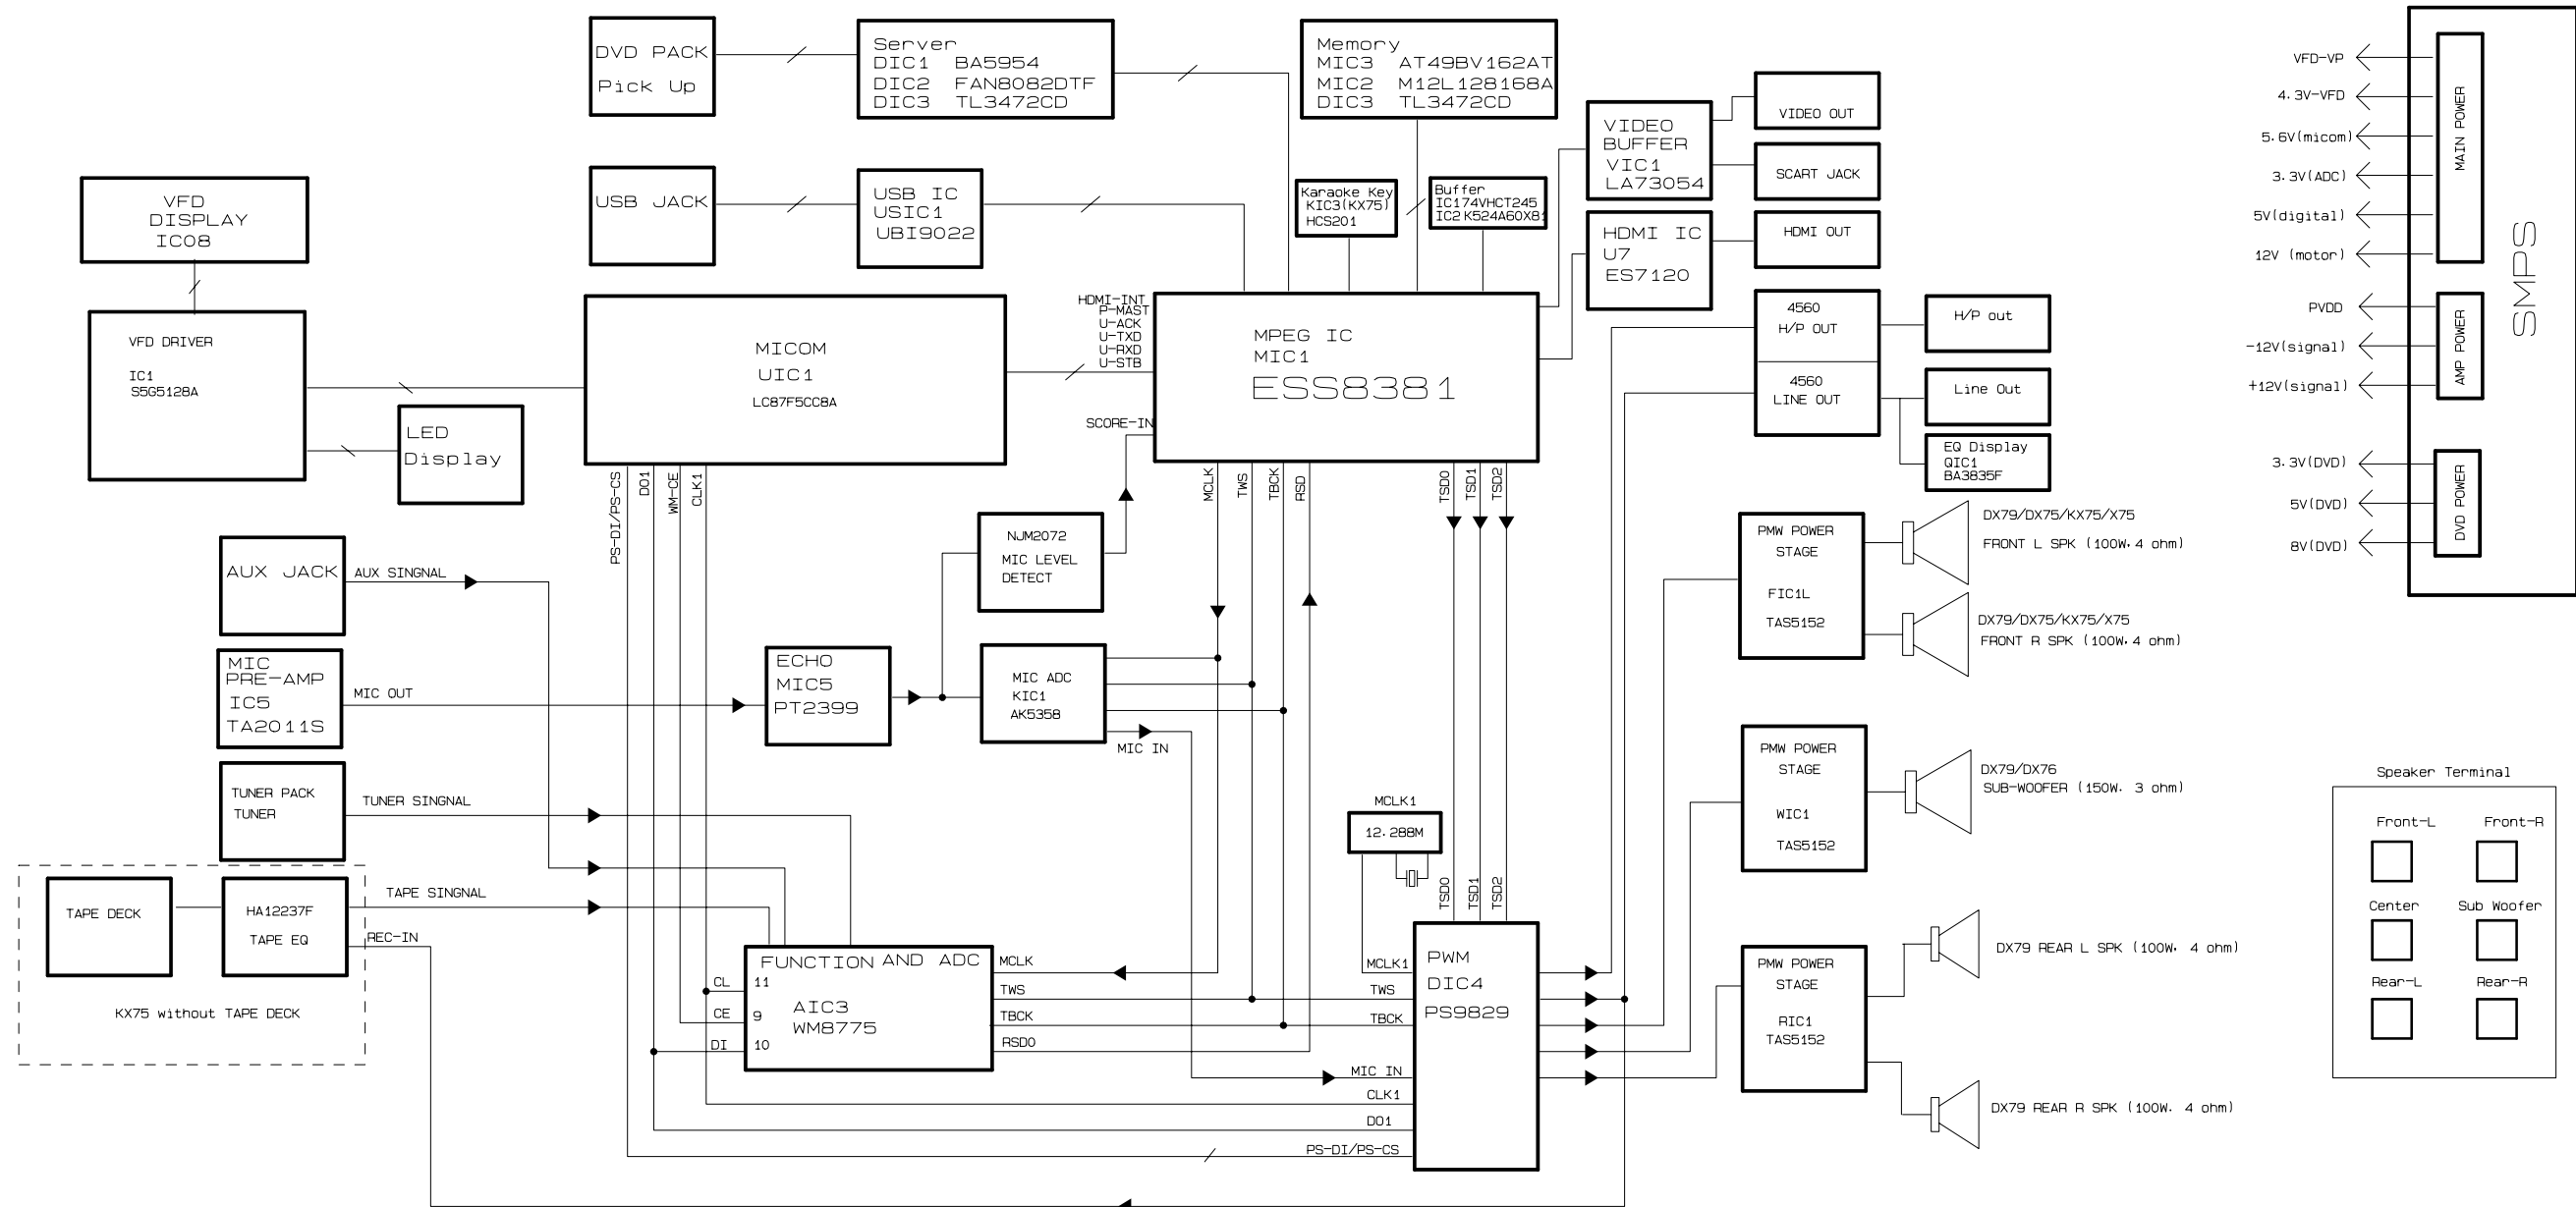 DVD PACK
Pick Up
Server
DIC1 BA5954
DIC2 FAN8082DTF
DIC3 TL3472CD
Memory
MIC3 AT49BV162AT
MIC2 M12L128168A
DIC3 TL3472CD
VIDEO
BUFFER
VIC1
LA73054
VIDEO OUT
SCART JACK
VFD
DISPLAY
IC08
USB JACK
USB IC
USIC1
UBI9022
Karaoke Key
KIC3(KX75)
HCS201
Buffer
IC174VHCT245
IC2 K524A60X81
HDMI IC
U7
ES7120
HDMI OUT
VFD DRIVER
IC1
S5G5128A
LED
Display
MICOM
UIC1
LC87F5CC8A
HDMI-INT
P-MAST
U-ACK
U-TXD
U-RXD
U-STB
SCORE-IN
MPEG IC
MIC1
ESS8381
4560
H/P OUT
4560
LINE OUT
H/P out
Line Out
EQ Display
QIC1
BA3835F
PS-DI/PS-CS
DO1
WM-CE
CLK1
MCLK
TWS
TBCK
RSD
TSD0
TSD1
TSD2
NJM2072
MIC LEVEL
DETECT
AUX JACK
AUX SINGNAL
MIC
PRE-AMP
IC5
TA2011S
MIC OUT
ECHO
MIC5
PT2399
MIC ADC
KIC1
AK5358
MIC IN
TUNER PACK
TUNER
TUNER SINGNAL
TAPE DECK
HA12237F
TAPE EQ
TAPE SINGNAL
REC-IN
KX75 without TAPE DECK
FUNCTION AND ADC
AIC3
WM8775
CL
11
CE
9
DI
10
MCLK
TWS
TBCK
RSD0
MCLK1
12.288M
TSD0
TSD1
TSD2
MCLK1
TWS
TBCK
MIC IN
CLK1
DO1
PS-DI/PS-CS
PWM
DIC4
PS9829
PMW POWER
STAGE
FIC1L
TAS5152
DX79/DX75/KX75/X75
FRONT L SPK (100W.4 ohm)
DX79/DX75/KX75/X75
FRONT R SPK (100W.4 ohm)
PMW POWER
STAGE
WIC1
TAS5152
DX79/DX76
SUB-WOOFER (150W. 3 ohm)
PMW POWER
STAGE
RIC1
TAS5152
DX79 REAR L SPK (100W. 4 ohm)
DX79 REAR R SPK (100W. 4 ohm)
VFD-VP
4.3V-VFD
5.6V(micom)
3.3V(ADC)
5V(digital)
12V (motor)
PVDD
-12V(signal)
+12V(signal)
3.3V(DVD)
5V(DVD)
8V(DVD)
MAIN POWER
AMP POWER
DVD POWER
SMPS
Speaker Terminal
Front-L
Front-R
Center
Sub Woofer
Rear-L
Rear-R